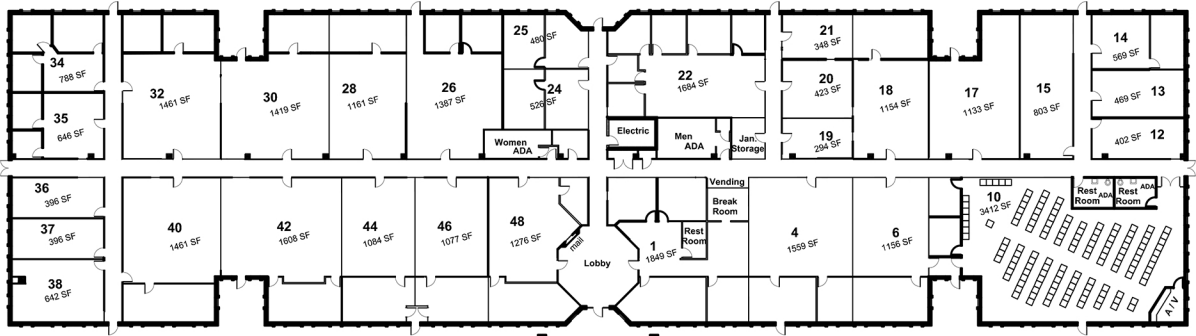 34
788 SF
35
646 SF
32
1461 SF
30
1419 SF
28
1161 SF
26
1387 SF
25
480 SF
24
526 SF
Women
ADA
22
1684 SF
Electric
Men
ADA
Jan.
Storage
21
348 SF
20
423 SF
19
294 SF
18
1154 SF
17
1133 SF
15
803 SF
14
569 SF
13
469 SF
12
402 SF
36
396 SF
37
396 SF
38
642 SF
40
1461 SF
42
1608 SF
44
1084 SF
46
1077 SF
48
1276 SF
mail
Lobby
1
1849 SF
Rest
Room
Vending
Break
Room
4
1559 SF
6
1156 SF
10
3412 SF
Rest
Room
ADA
Rest
Room
ADA
A / V